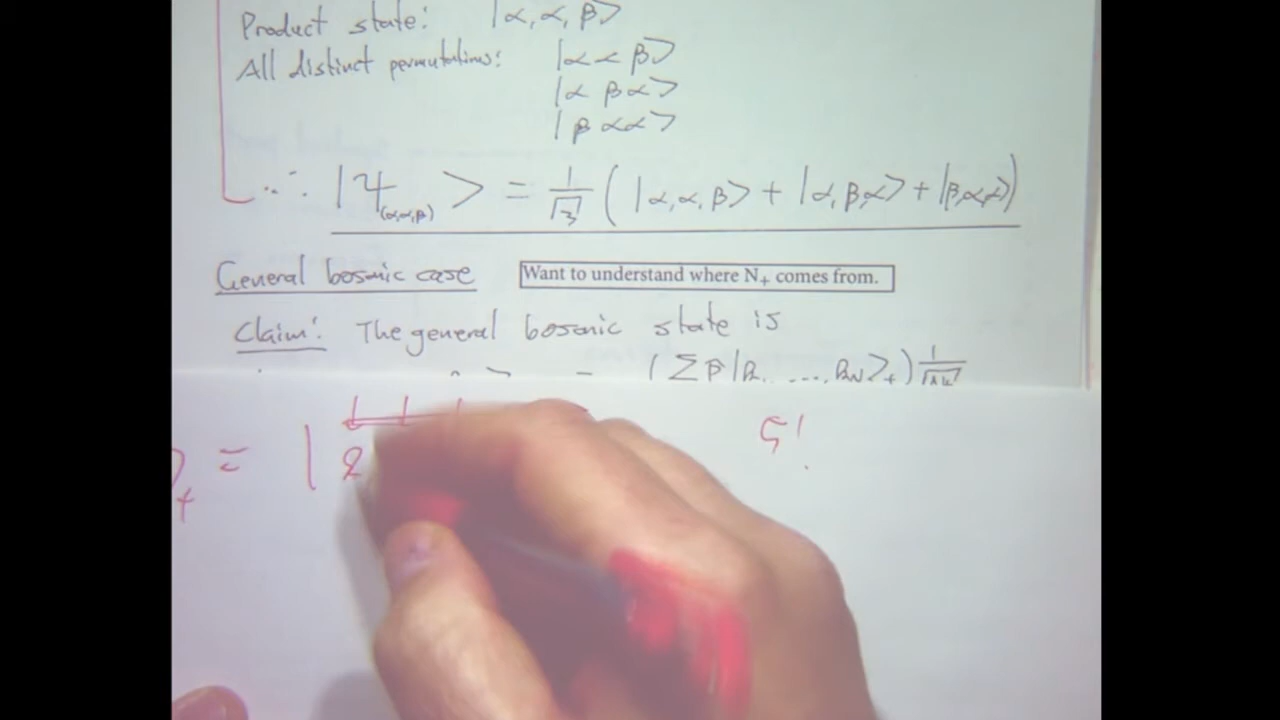 Product state: |α, α, β>
All distinct permutations: |α α β>
|α β α>
|β α α>
∴ |Ψ(α,α,β)> = 1/√3 ( |α, α, β> + |α, β, α> + |β, α, α> )
General bosonic case Want to understand where N₊ comes from.
Claim: The general bosonic state is
5!